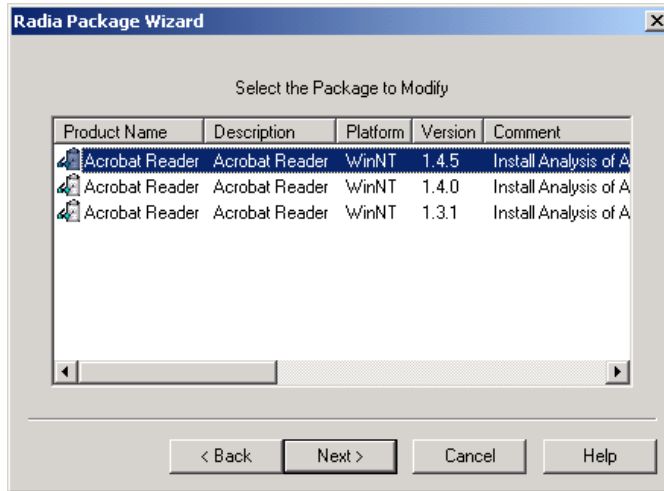 Radia Package Wizard
Select the Package to Modify
Product Name Description Platform Version Comment
Acrobat Reader Acrobat Reader WinNT 1.4.5 Install Analysis of A
Acrobat Reader Acrobat Reader WinNT 1.4.0 Install Analysis of A
Acrobat Reader Acrobat Reader WinNT 1.3.1 Install Analysis of A
< Back Next > Cancel Help